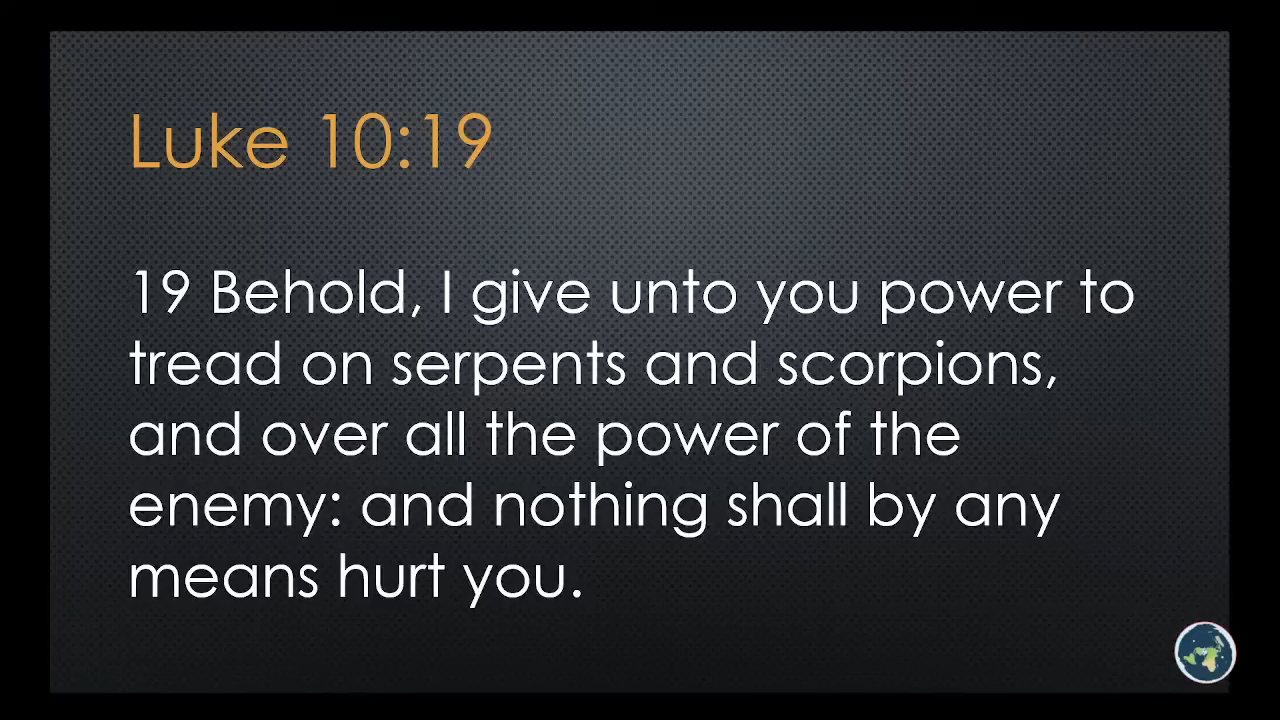 Luke 10:19
19 Behold, I give unto you power to
tread on serpents and scorpions,
and over all the power of the
enemy: and nothing shall by any
means hurt you.